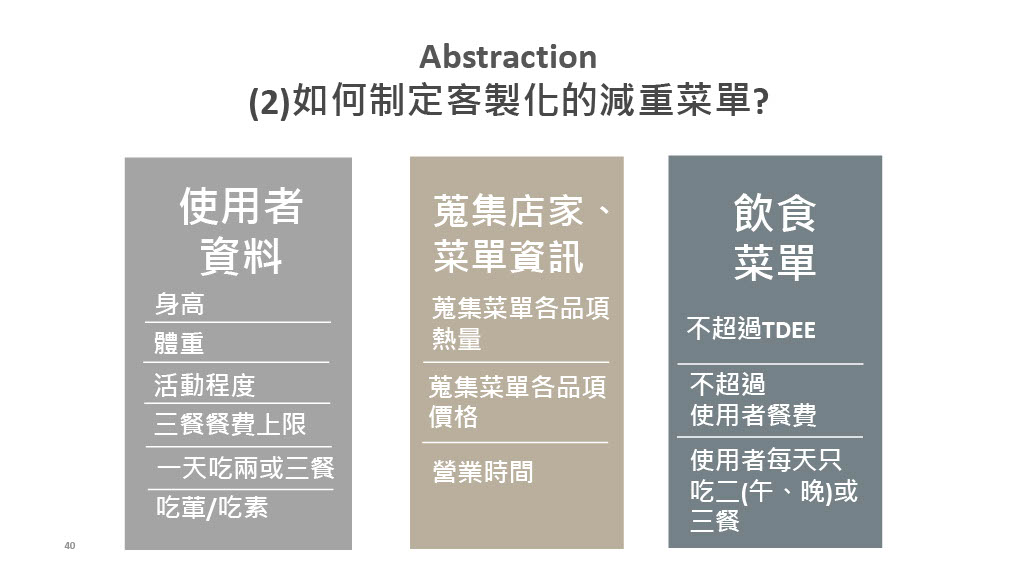 Abstraction
(2)如何制定客製化的減重菜單?
使用者
資料
身高
體重
活動程度
三餐餐費上限
一天吃兩或三餐
吃葷/吃素
蒐集店家、
菜單資訊
蒐集菜單各品項
熱量
蒐集菜單各品項
價格
營業時間
飲食
菜單
不超過TDEE
不超過
使用者餐費
使用者每天只
吃二(午、晚)或
三餐
40